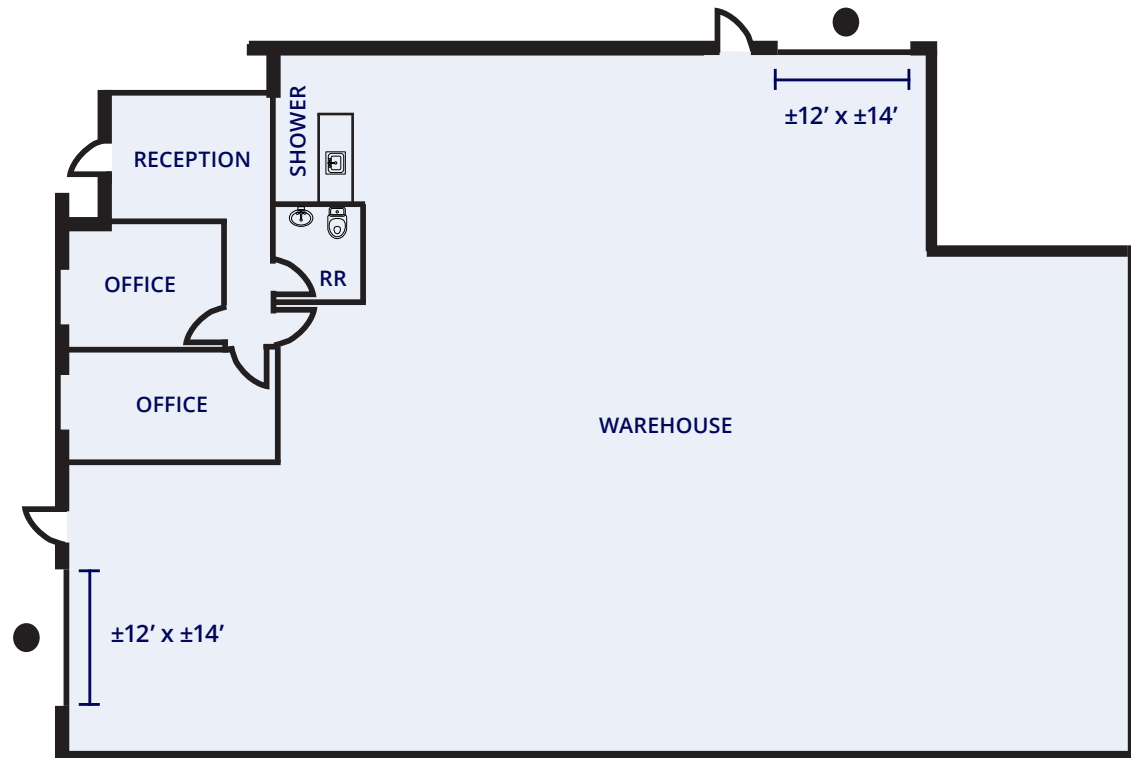 ±12’ x ±14’
SHOWER
RECEPTION
RR
OFFICE
OFFICE
WAREHOUSE
±12’ x ±14’